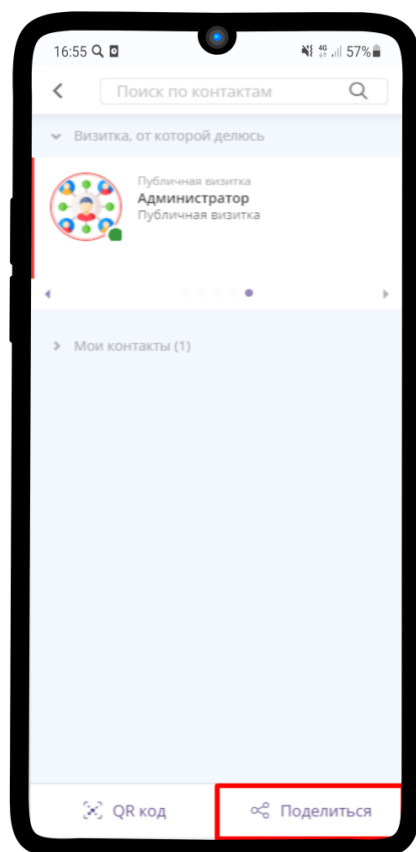 16:55
4G 57%
Поиск по контактам
Визитка, от которой делюсь
Публичная визитка
Администратор
Публичная визитка
Мои контакты (1)
QR код
Поделиться